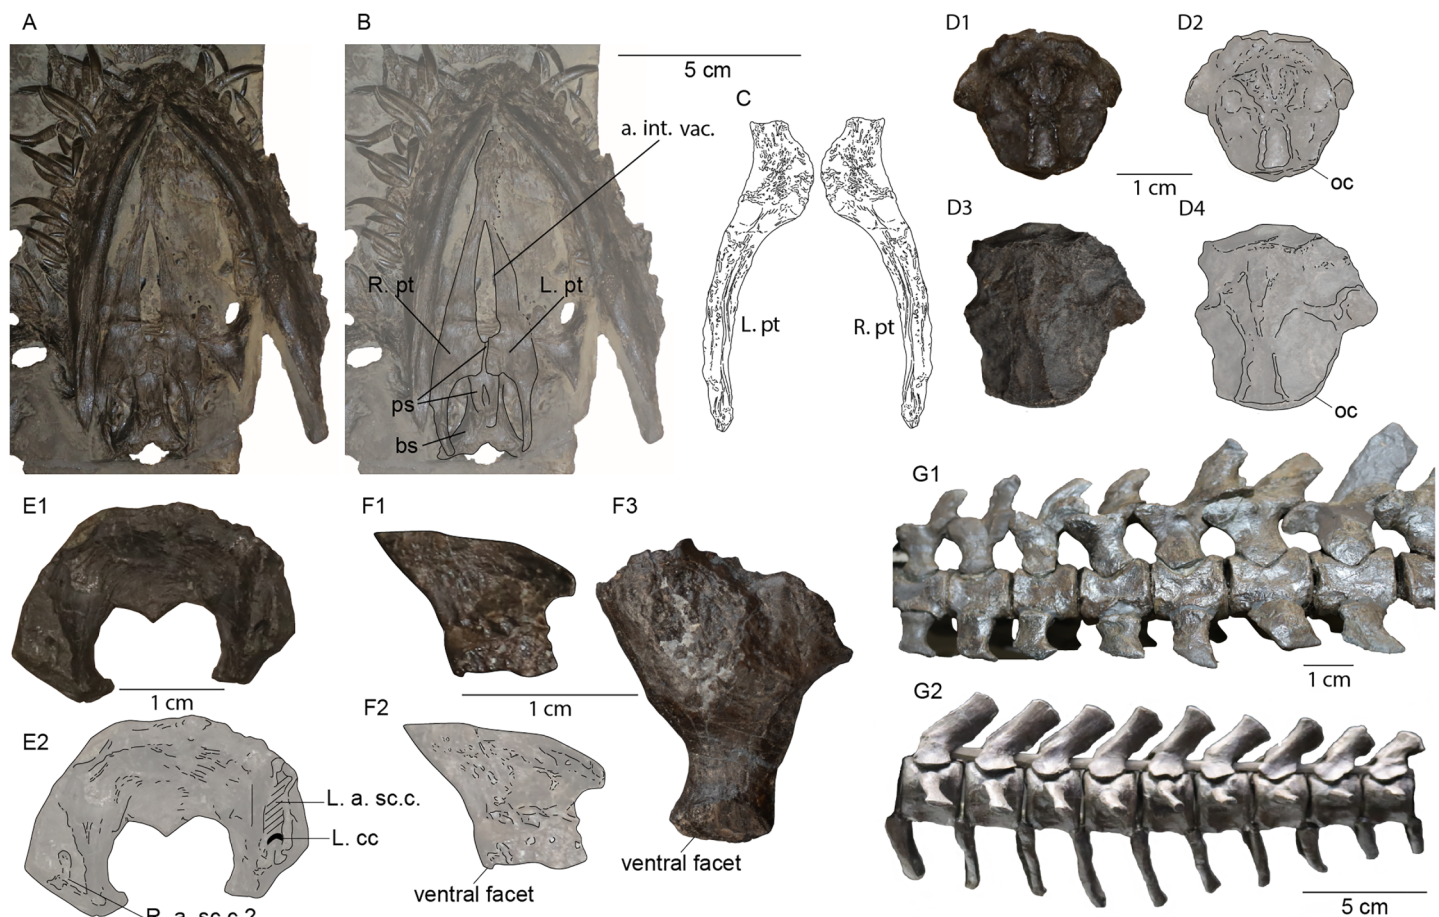 A
B
5 cm
a. int. vac.
R. pt
L. pt
ps
bs
C
L. pt
R. pt
D1
D2
1 cm
oc
D3
D4
oc
E1
1 cm
E2
L. a. sc.c.
L. cc
R. a. sc.c.?
F1
1 cm
F2
ventral facet
F3
ventral facet
G1
1 cm
G2
5 cm